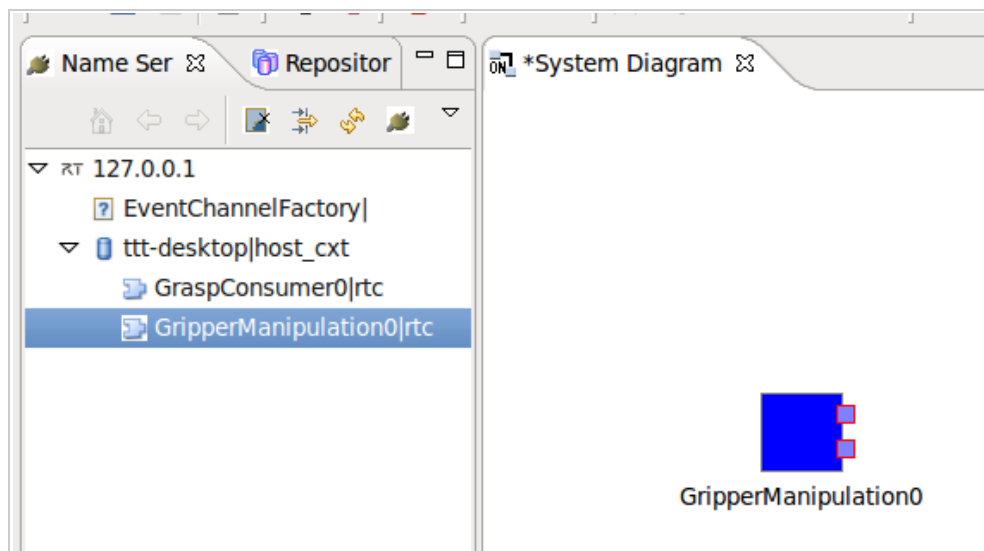 Name Ser
Repositor
*System Diagram
127.0.0.1
EventChannelFactory|
ttt-desktop|host_cxt
GraspConsumer0|rtc
GripperManipulation0|rtc
GripperManipulation0